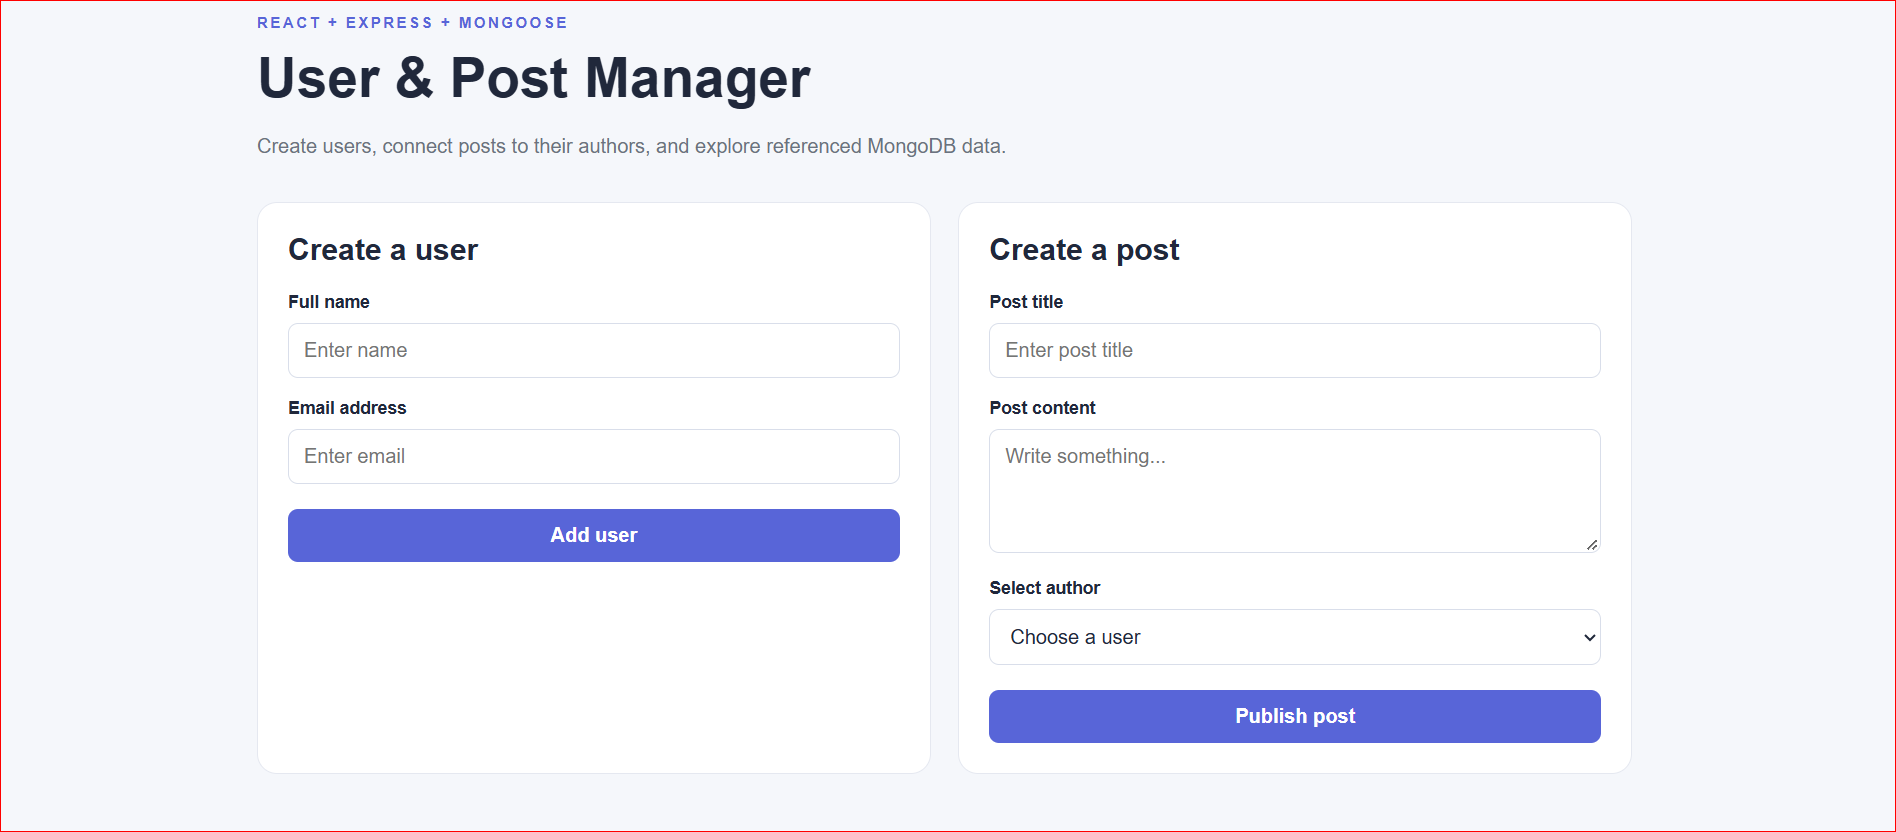 REACT + EXPRESS + MONGOOSE
User & Post Manager
Create users, connect posts to their authors, and explore referenced MongoDB data.
Create a user
Full name
Enter name
Email address
Enter email
Add user
Create a post
Post title
Enter post title
Post content
Write something...
Select author
Choose a user
Publish post